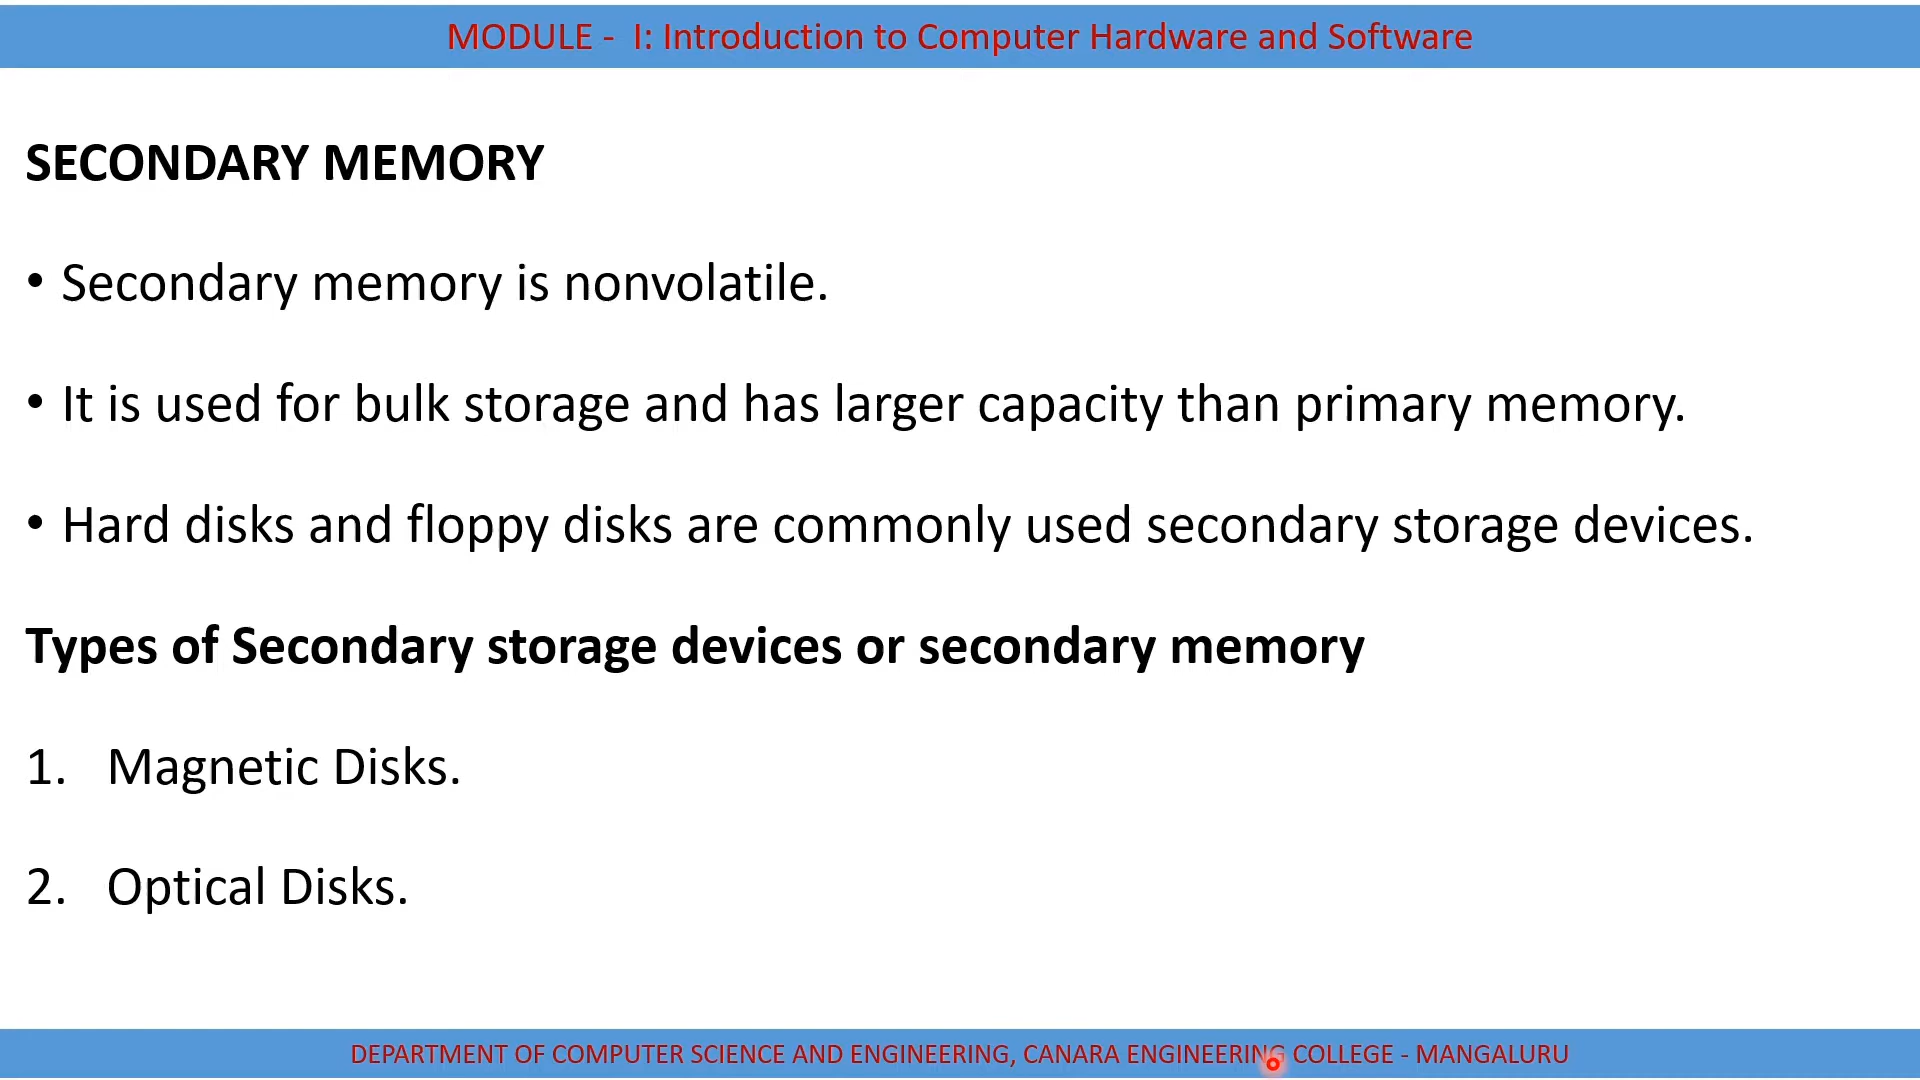 MODULE -  I: Introduction to Computer Hardware and Software
SECONDARY MEMORY
• Secondary memory is nonvolatile.
• It is used for bulk storage and has larger capacity than primary memory.
• Hard disks and floppy disks are commonly used secondary storage devices.
Types of Secondary storage devices or secondary memory
1. Magnetic Disks.
2. Optical Disks.
DEPARTMENT OF COMPUTER SCIENCE AND ENGINEERING, CANARA ENGINEERING COLLEGE - MANGALURU